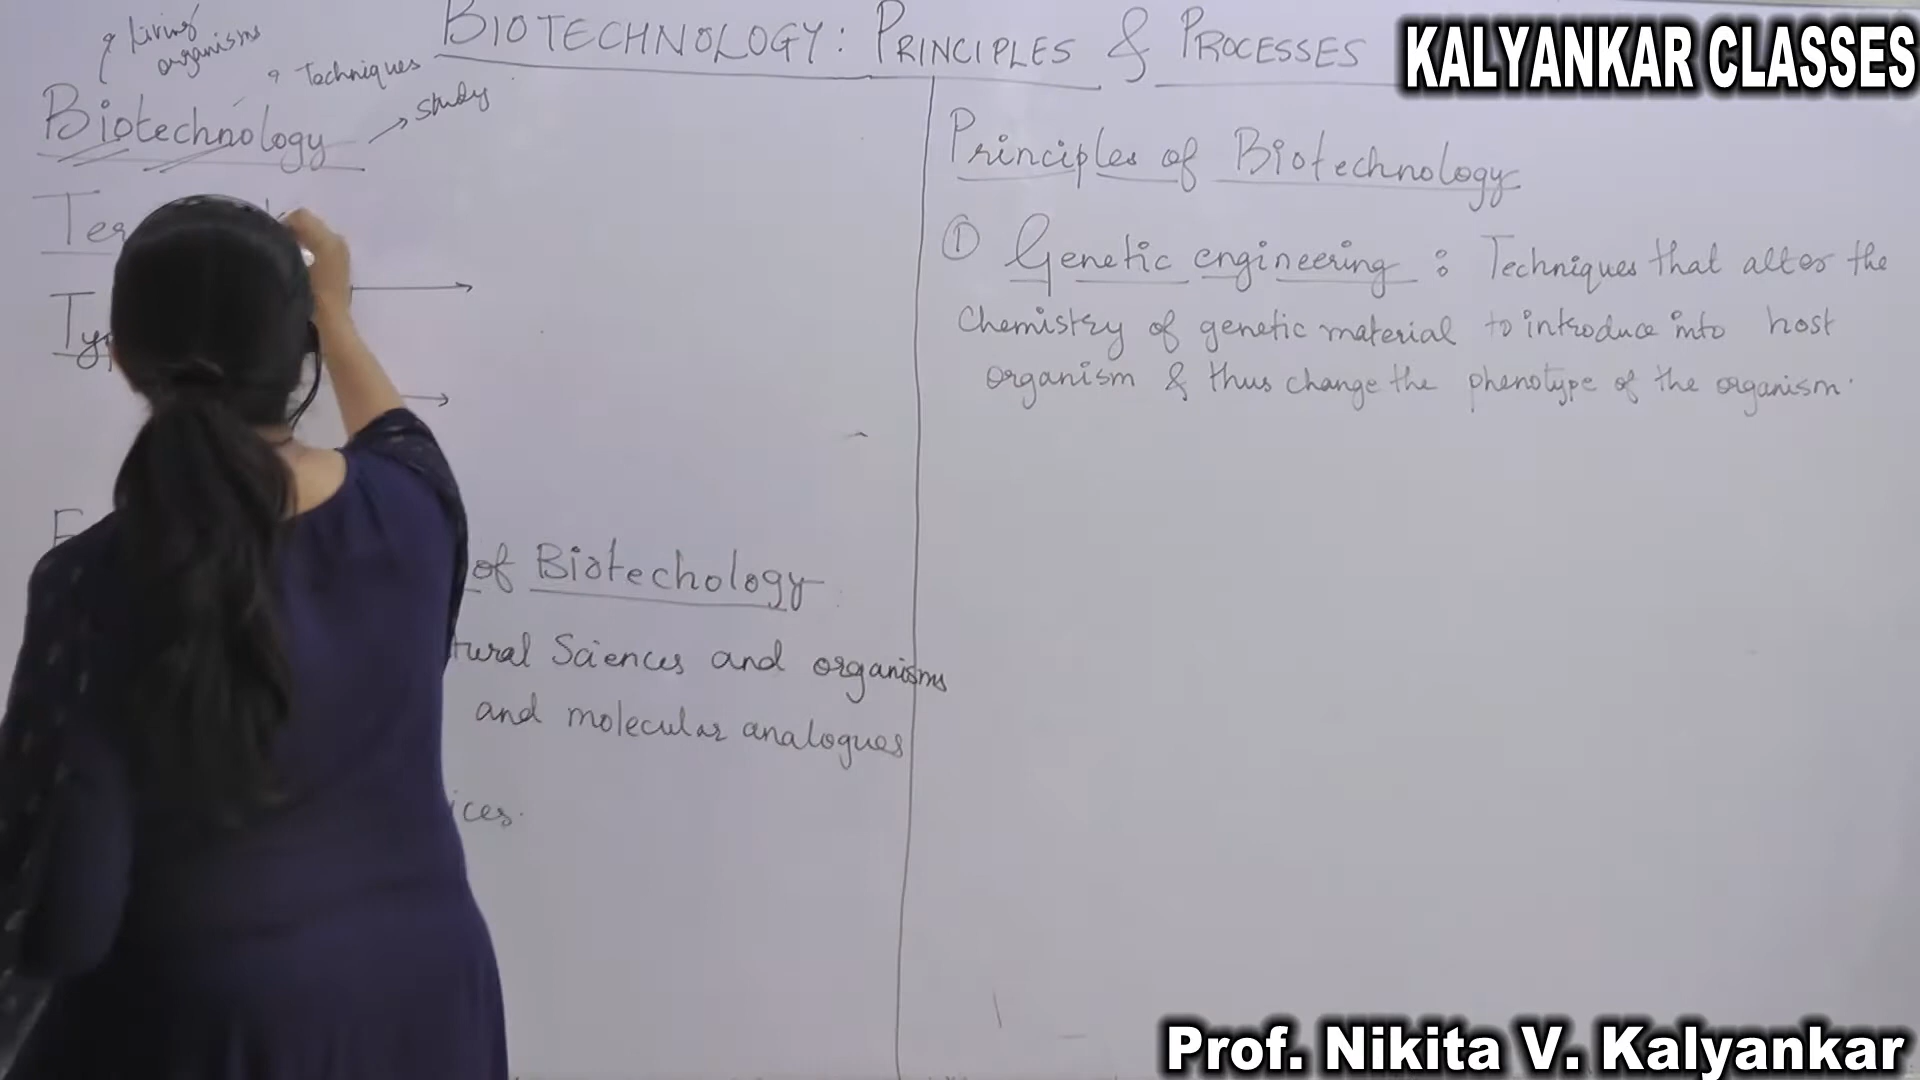 BIOTECHNOLOGY: PRINCIPLES & PROCESSES
KALYANKAR CLASSES
living
organisms
Techniques
study
Biotechnology
of Biotechology
tural Sciences and organisms
and molecular analogues
ices.
Principles of Biotechnology
① Genetic engineering : Techniques that alter the
chemistry of genetic material to introduce into host
organism & thus change the phenotype of the organism.
Prof. Nikita V. Kalyankar